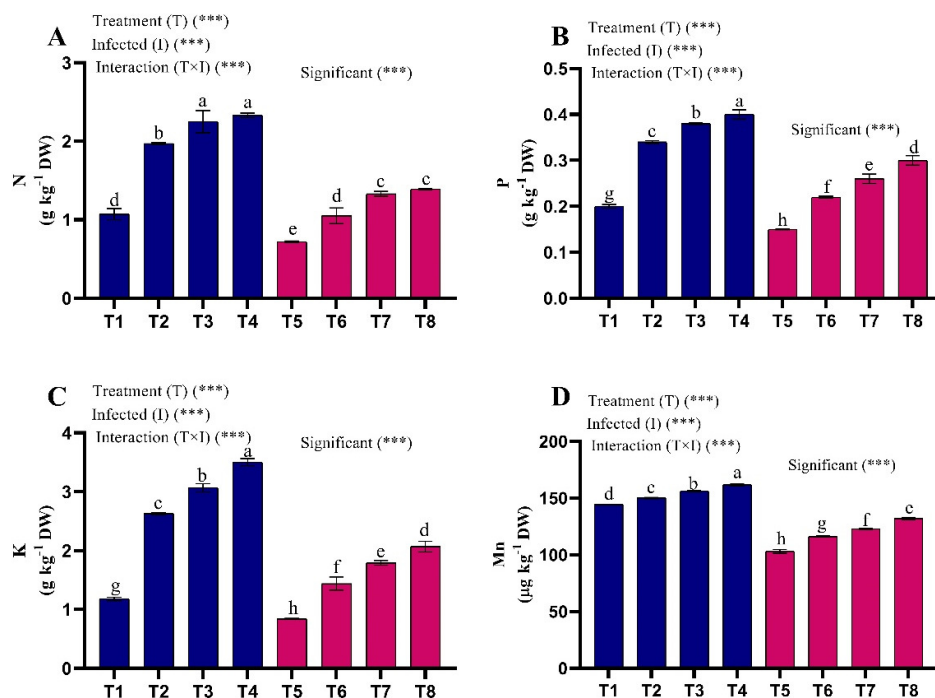 A
Treatment (T) (***)
Infected (I) (***)
Interaction (T×I) (***)
Significant (***)
N
(g kg-1 DW)
3
2
1
0
d
b
a
a
e
d
c
c
T1 T2 T3 T4 T5 T6 T7 T8
B
Treatment (T) (***)
Infected (I) (***)
Interaction (T×I) (***)
Significant (***)
P
(g kg-1 DW)
0.5
0.4
0.3
0.2
0.1
0.0
g
c
b
a
h
f
e
d
T1 T2 T3 T4 T5 T6 T7 T8
C
Treatment (T) (***)
Infected (I) (***)
Interaction (T×I) (***)
Significant (***)
K
(g kg-1 DW)
4
3
2
1
0
g
c
b
a
h
f
e
d
T1 T2 T3 T4 T5 T6 T7 T8
D
Treatment (T) (***)
Infected (I) (***)
Interaction (T×I) (***)
Significant (***)
Mn
(µg kg-1 DW)
200
150
100
50
0
d
c
b
a
h
g
f
e
T1 T2 T3 T4 T5 T6 T7 T8